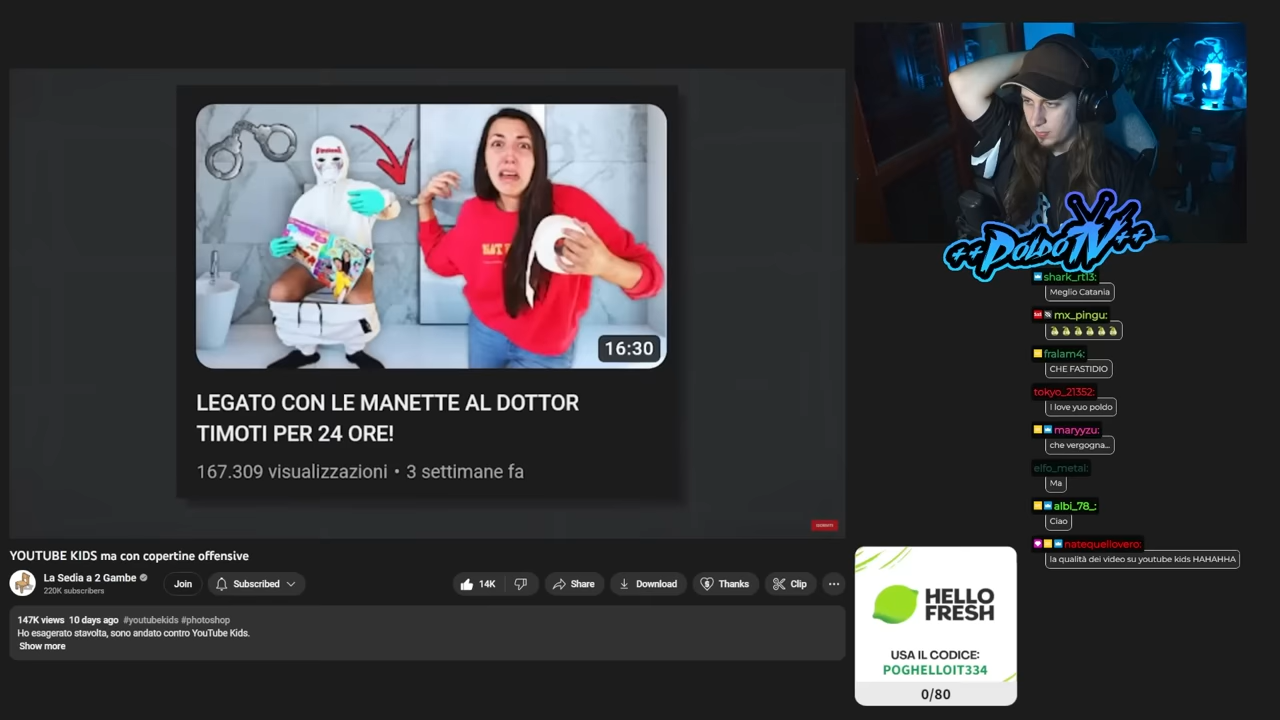 16:30
LEGATO CON LE MANETTE AL DOTTOR
TIMOTI PER 24 ORE!
167.309 visualizzazioni • 3 settimane fa
YOUTUBE KIDS ma con copertine offensive
La Sedia a 2 Gambe
220K subscribers
Join
Subscribed
14K
Share
Download
Thanks
Clip
147K views 10 days ago #youtubekids #photoshop
Ho esagerato stavolta, sono andato contro YouTube Kids.
Show more
++POLDOTV++
shark_rt13:
Meglio Catania
mx_pingu:
fralam4:
CHE FASTIDIO
tokyo_21352:
I love yuo poldo
maryyzu:
che vergogna...
elfo_metal:
Ma
albi_78_:
Ciao
natequellovero:
la qualità dei video su youtube kids HAHAHHA
HELLO
FRESH
USA IL CODICE:
POGHELLOIT334
0/80